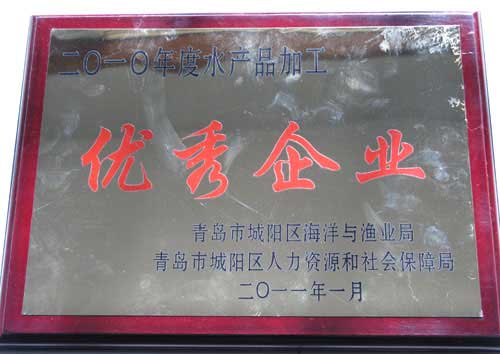 二〇一〇年度水产品加工
优秀企业
青岛市城阳区海洋与渔业局
青岛市城阳区人力资源和社会保障局
二〇一一年一月